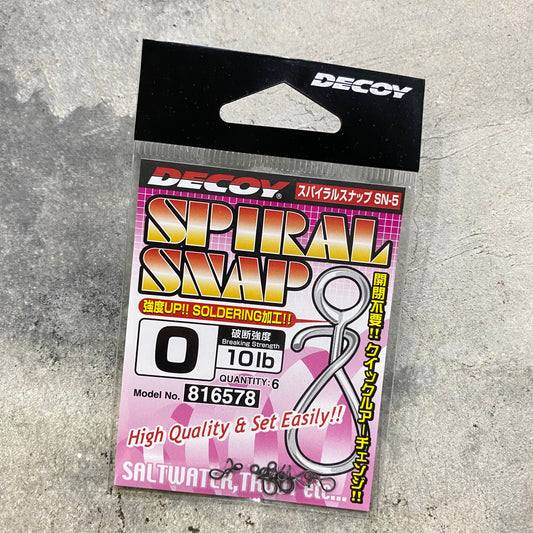 DECOY
DECOY®
スパイラルスナップ SN-5
SPIRAL
SNAP
強度UP!! SOLDERING加工!!
0
破断強度
Breaking Strength
10lb
QUANTITY:6
Model No. 816578
開閉不要!! クイックルアーチェンジ!!
High Quality & Set Easily!!
SALTWATER, TROUT etc...